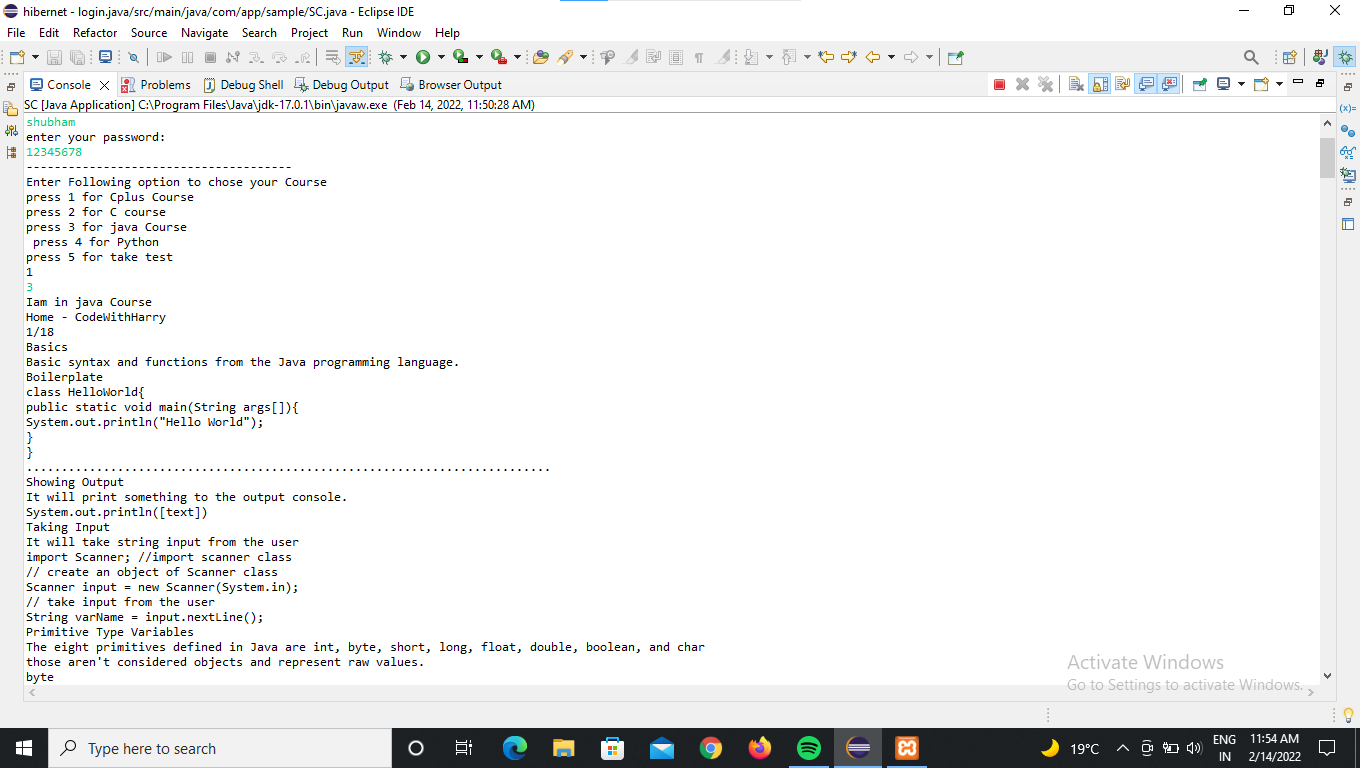 hibernet - login.java/src/main/java/com/app/sample/SC.java - Eclipse IDE
File Edit Refactor Source Navigate Search Project Run Window Help
Console Problems Debug Shell Debug Output Browser Output
SC [Java Application] C:\Program Files\Java\jdk-17.0.1\bin\javaw.exe (Feb 14, 2022, 11:50:28 AM)
shubham
enter your password:
12345678
--------------------------------------
Enter Following option to chose your Course
press 1 for Cplus Course
press 2 for C course
press 3 for java Course
 press 4 for Python
press 5 for take test
1
3
Iam in java Course
Home - CodeWithHarry
1/18
Basics
Basic syntax and functions from the Java programming language.
Boilerplate
class HelloWorld{
public static void main(String args[]){
System.out.println("Hello World");
}
}
...........................................................................
Showing Output
It will print something to the output console.
System.out.println([text])
Taking Input
It will take string input from the user
import Scanner; //import scanner class
// create an object of Scanner class
Scanner input = new Scanner(System.in);
// take input from the user
String varName = input.nextLine();
Primitive Type Variables
The eight primitives defined in Java are int, byte, short, long, float, double, boolean, and char
those aren't considered objects and represent raw values.
byte
Activate Windows
Go to Settings to activate Windows.
Type here to search
19°C
ENG
IN
11:54 AM
2/14/2022